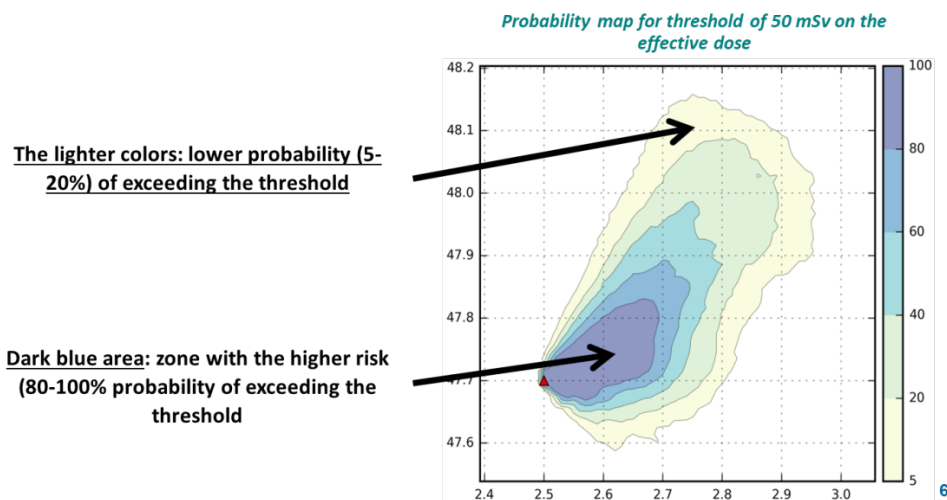 Probability map for threshold of 50 mSv on the
effective dose
The lighter colors: lower probability (5-
20%) of exceeding the threshold
Dark blue area: zone with the higher risk
(80-100% probability of exceeding the
threshold
48.2
48.1
48.0
47.9
47.8
47.7
47.6
2.4 2.5 2.6 2.7 2.8 2.9 3.0
100
80
60
40
20
5
6